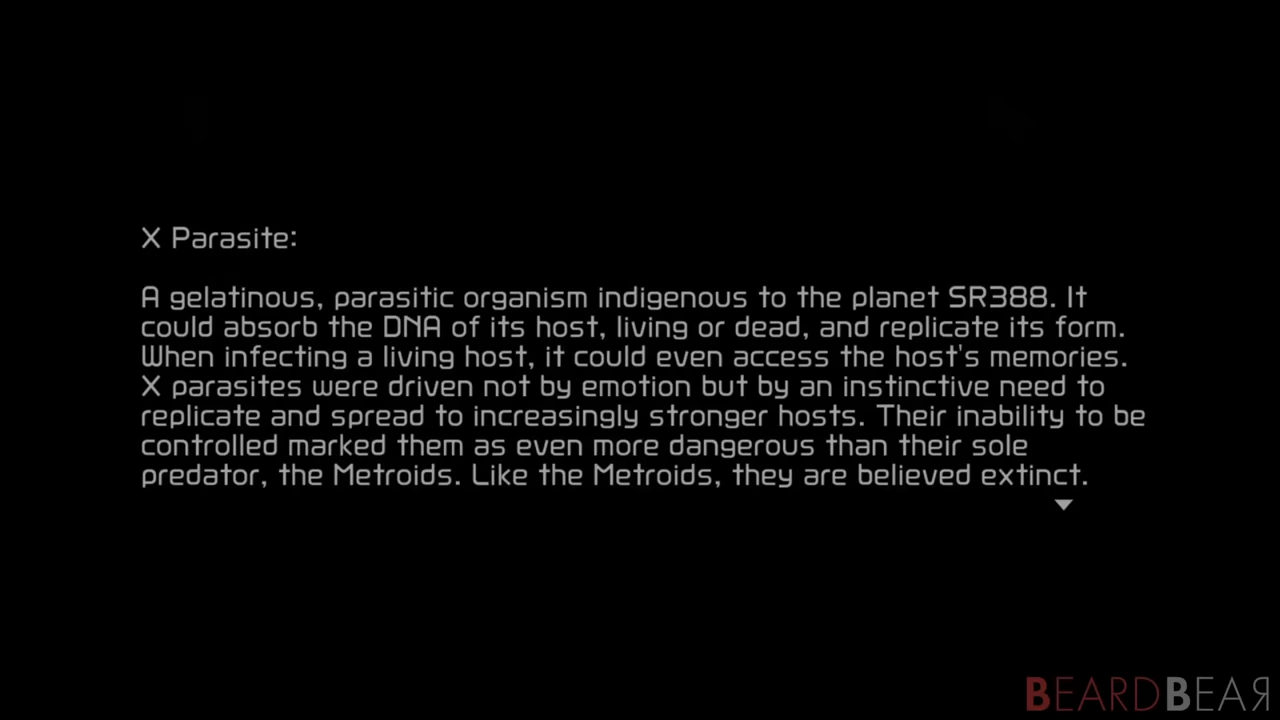 X Parasite:
A gelatinous, parasitic organism indigenous to the planet SR388. It
could absorb the DNA of its host, living or dead, and replicate its form.
When infecting a living host, it could even access the host's memories.
X parasites were driven not by emotion but by an instinctive need to
replicate and spread to increasingly stronger hosts. Their inability to be
controlled marked them as even more dangerous than their sole
predator, the Metroids. Like the Metroids, they are believed extinct.
BEARDBEAR